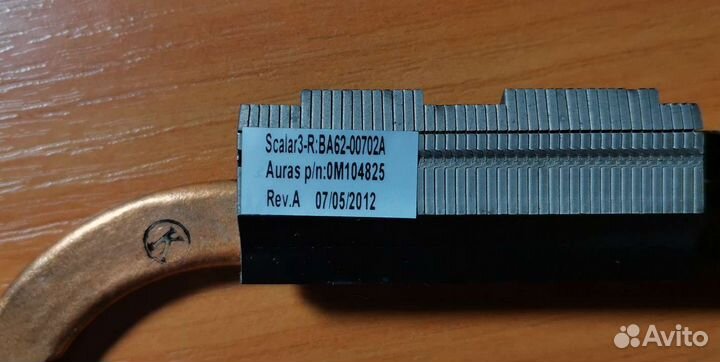 Scalar3-R:BA62-00702A
Auras p/n:0M104825
Rev.A 07/05/2012
Avito